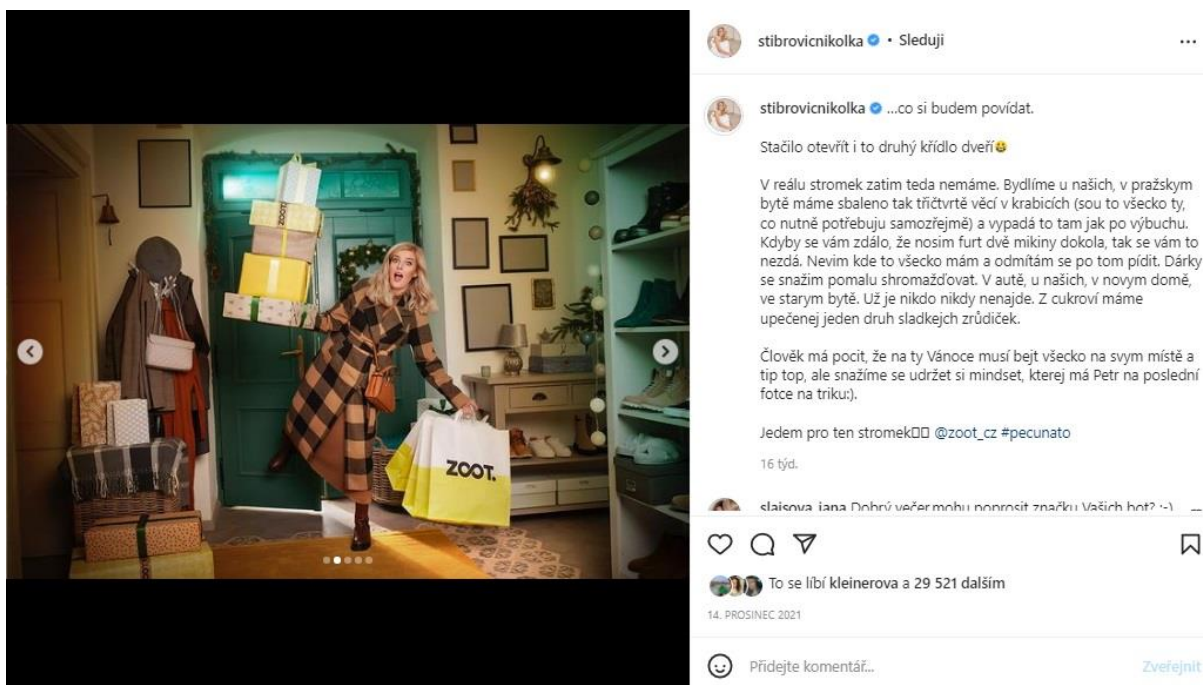 stibrovicnikolka • Sleduji
stibrovicnikolka ...co si budem povídat.
Stačilo otevřít i to druhý křídlo dveří😀
V reálu stromek zatim teda nemáme. Bydlíme u našich, v pražskym
bytě máme sbaleno tak třičtvrtě věcí v krabicích (sou to všecko ty,
co nutně potřebuju samozřejmě) a vypadá to tam jak po výbuchu.
Kdyby se vám zdálo, že nosim furt dvě mikiny dokola, tak se vám to
nezdá. Nevim kde to všecko mám a odmítám se po tom pídit. Dárky
se snažim pomalu shromažďovat. V autě, u našich, v novym domě,
ve starym bytě. Už je nikdo nikdy nenajde. Z cukroví máme
upečenej jeden druh sladkejch zrůdiček.
Člověk má pocit, že na ty Vánoce musí bejt všecko na svym místě a
tip top, ale snažíme se udržet si mindset, kterej má Petr na poslední
fotce na triku:).
Jedem pro ten stromek▯▯ @zoot_cz #pecunato
16 týd.
slaisova_jana Dobrý večer,mohu poprosit značku Vašich bot? :-)
To se líbí kleinerova a 29 521 dalším
14. PROSINEC 2021
Přidejte komentář...
Zveřejnit
ZOOT
ZOOT.